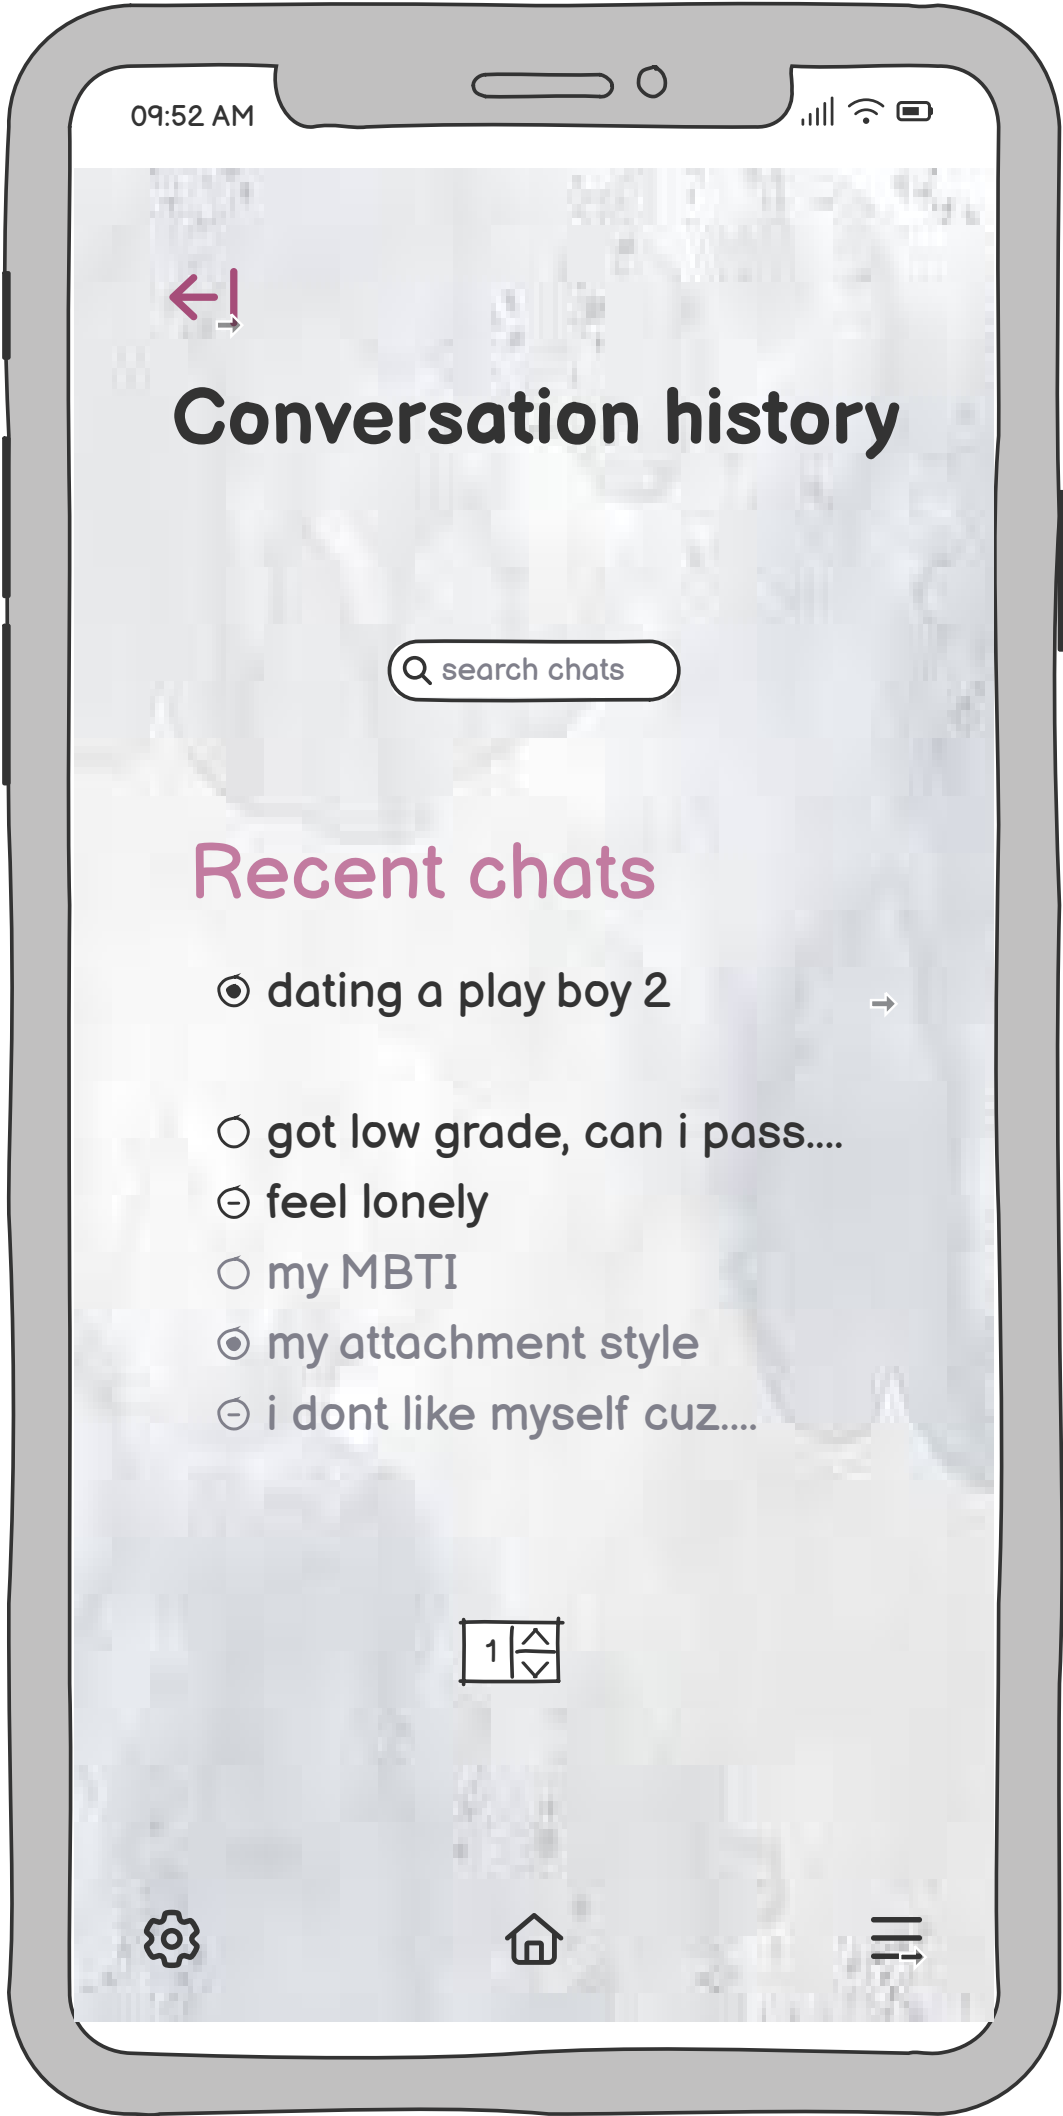 09:52 AM
Conversation history
search chats
Recent chats
dating a play boy 2
got low grade, can i pass....
feel lonely
my MBTI
my attachment style
i dont like myself cuz....
1